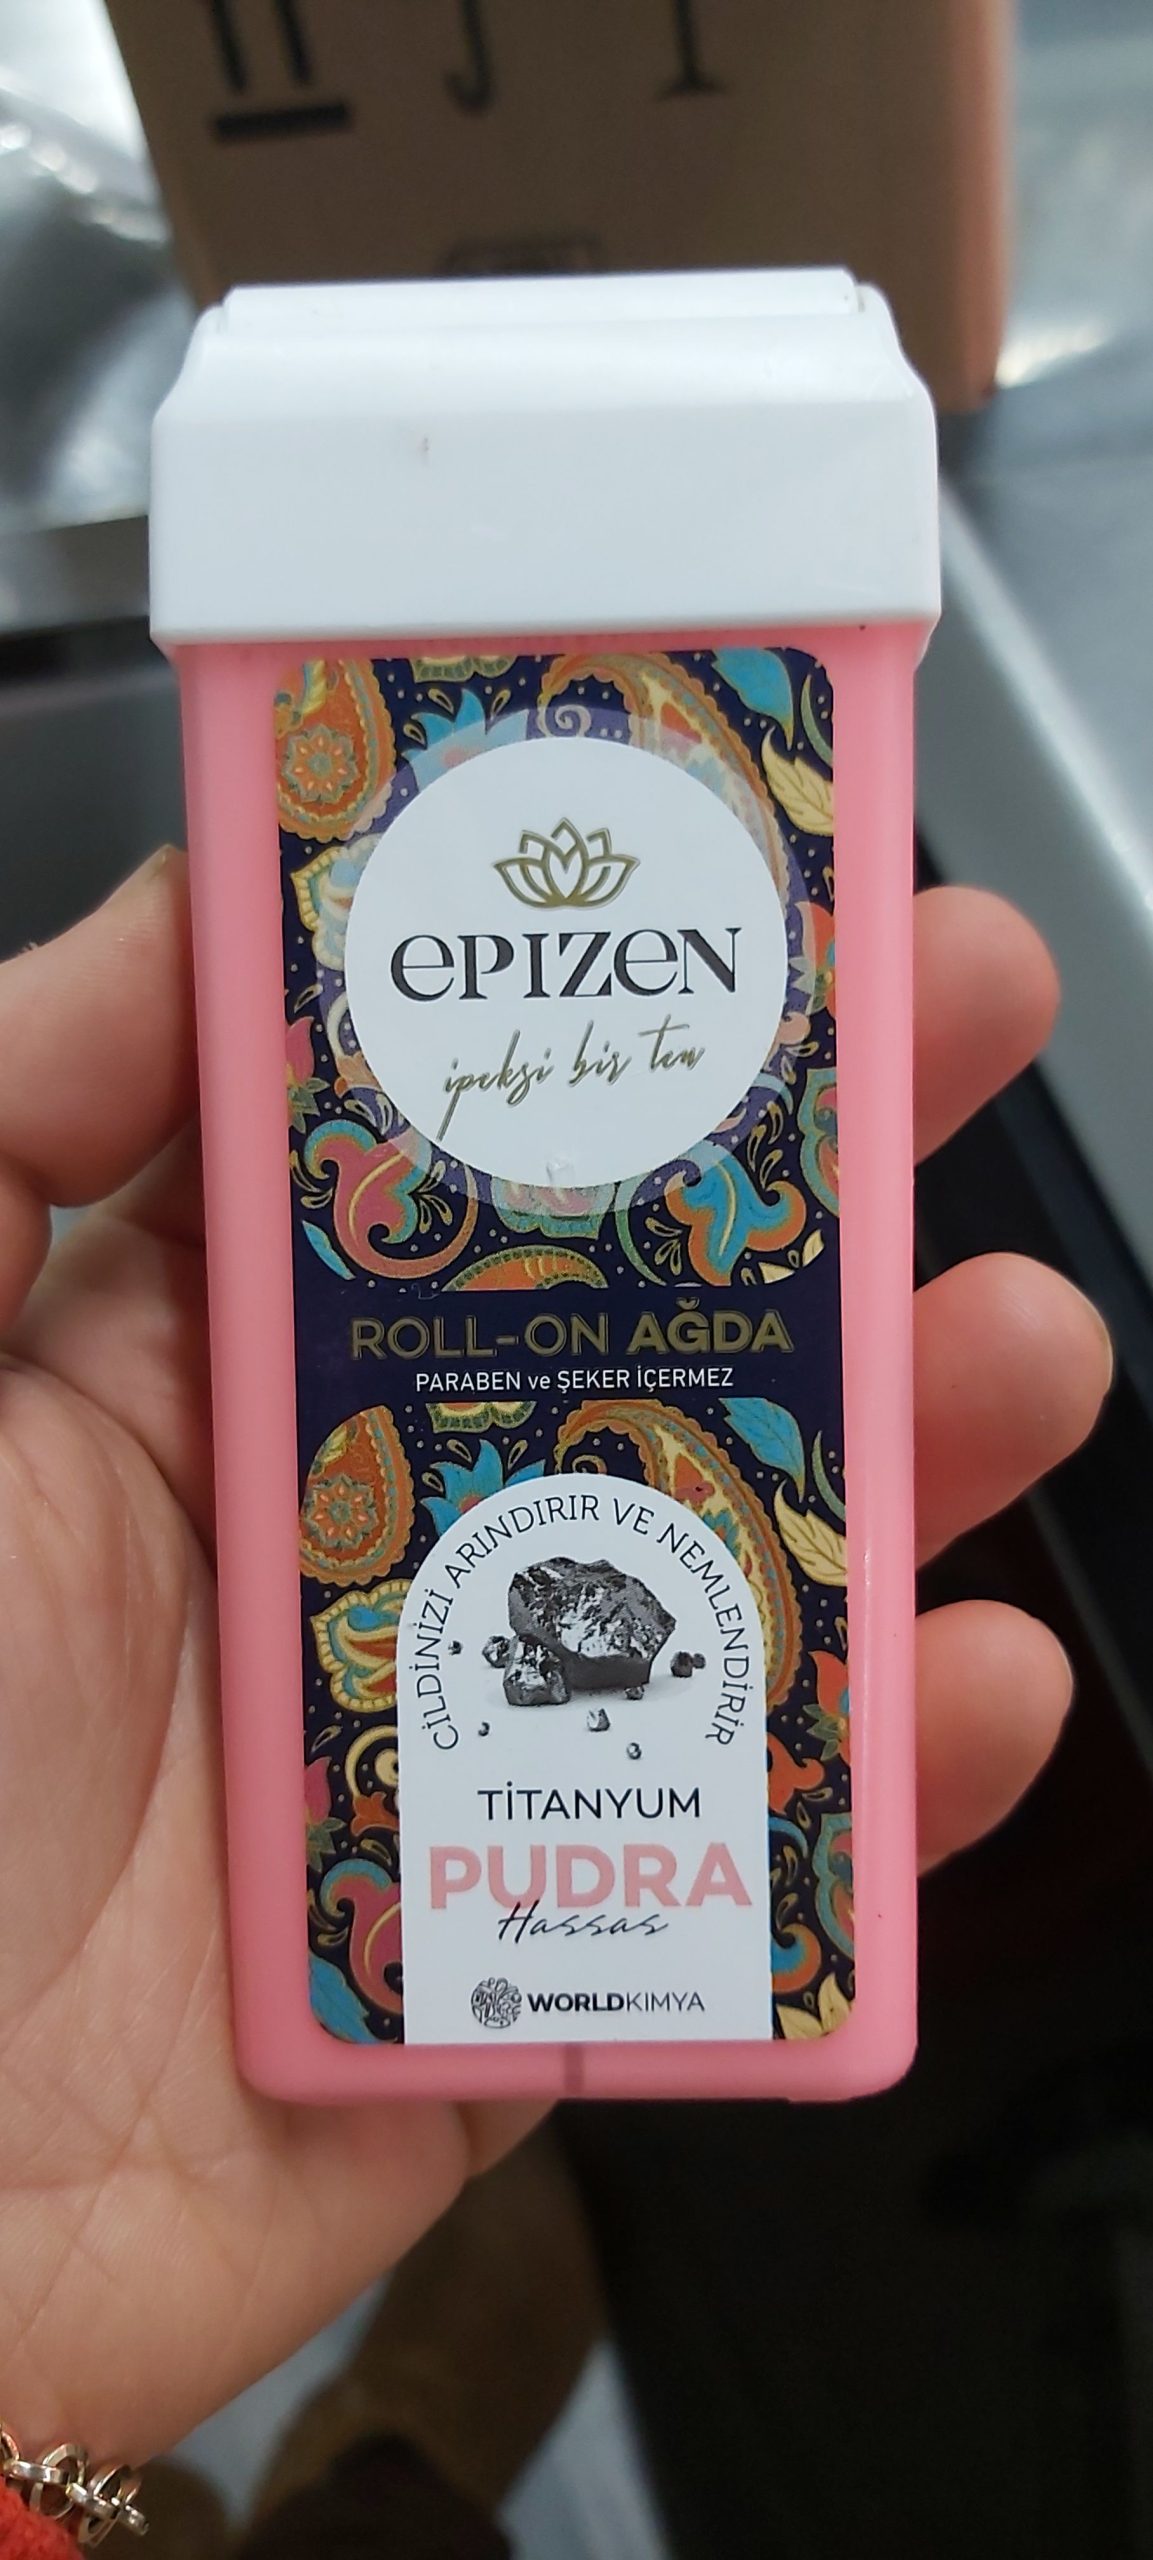 EPIZEN
ipeksi bir ten
ROLL-ON AĞDA
PARABEN ve ŞEKER İÇERMEZ
CİLDİNİZİ ARINDIRIR VE NEMLENDİRİR
TİTANYUM
PUDRA
Hassas
WORLDKIMYA